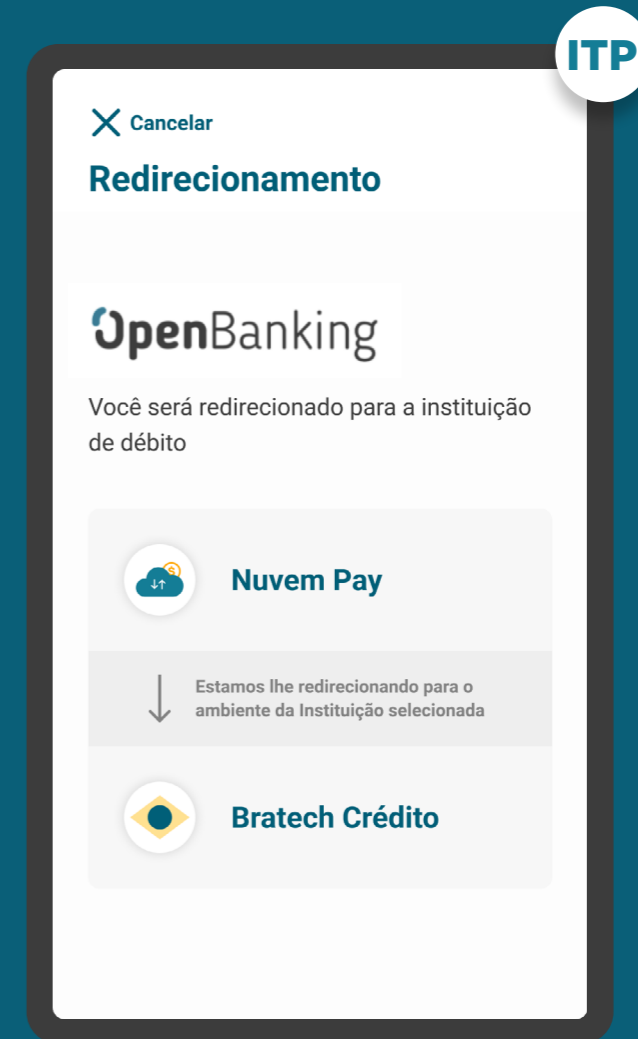 ITP
Cancelar
Redirecionamento
OpenBanking
Você será redirecionado para a instituição
de débito
$
↓↑
Nuvem Pay
Estamos lhe redirecionando para o
ambiente da Instituição selecionada
Bratech Crédito